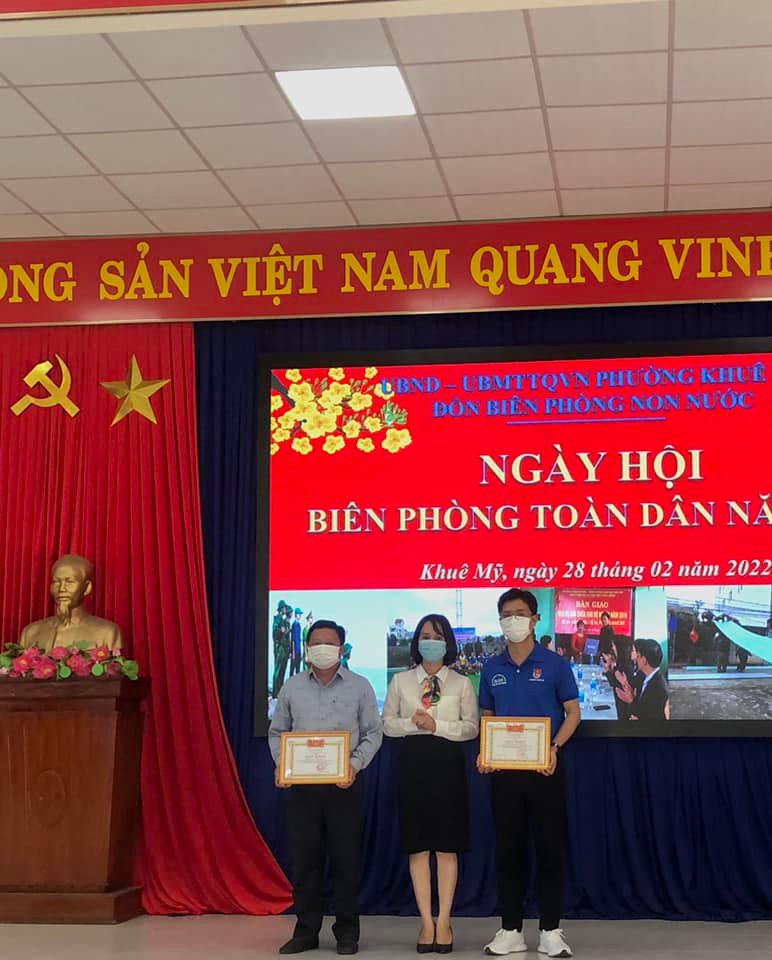 ỘNG SẢN VIỆT NAM QUANG VINH
UBND – UBMTTQVN PHƯỜNG KHUÊ
ĐỒN BIÊN PHÒNG NON NƯỚC
NGÀY HỘI
BIÊN PHÒNG TOÀN DÂN NĂ
Khuê Mỹ, ngày 28 tháng 02 năm 2022
BÀN GIAO